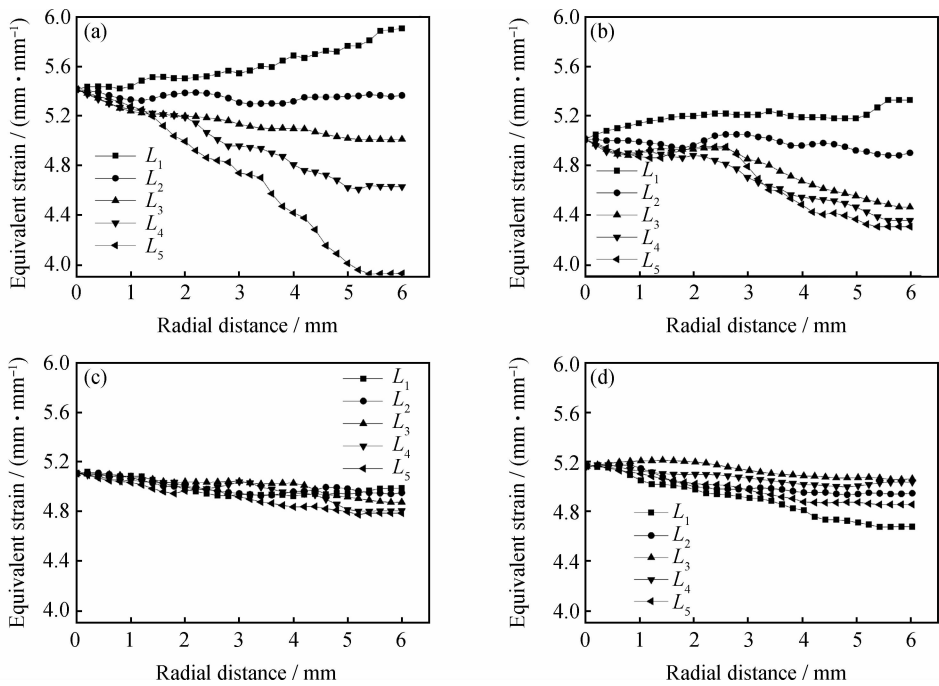 (a)
Equivalent strain / (mm · mm⁻¹)
6.0
5.6
5.2
4.8
4.4
4.0
L₁
L₂
L₃
L₄
L₅
0 1 2 3 4 5 6
Radial distance / mm
(b)
Equivalent strain / (mm · mm⁻¹)
6.0
5.6
5.2
4.8
4.4
4.0
L₁
L₂
L₃
L₄
L₅
0 1 2 3 4 5 6
Radial distance / mm
(c)
Equivalent strain / (mm · mm⁻¹)
6.0
5.6
5.2
4.8
4.4
4.0
L₁
L₂
L₃
L₄
L₅
0 1 2 3 4 5 6
Radial distance / mm
(d)
Equivalent strain / (mm · mm⁻¹)
6.0
5.6
5.2
4.8
4.4
4.0
L₁
L₂
L₃
L₄
L₅
0 1 2 3 4 5 6
Radial distance / mm